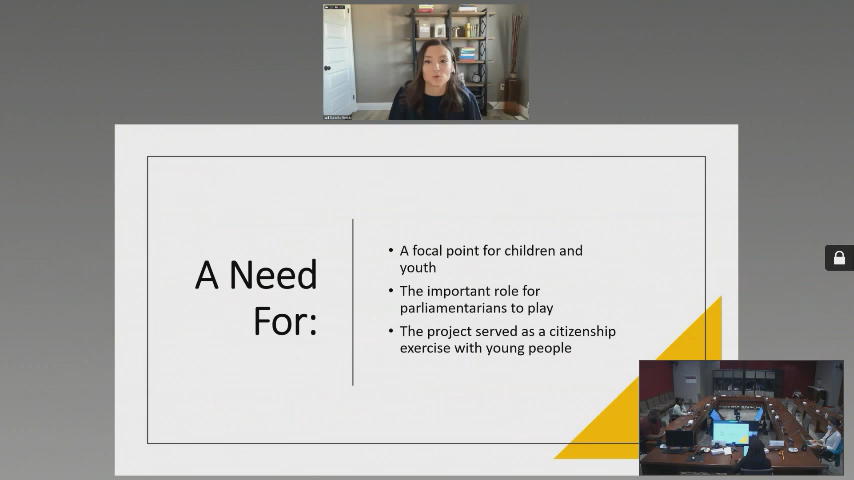 A Need
For:
• A focal point for children and
youth
• The important role for
parliamentarians to play
• The project served as a citizenship
exercise with young people